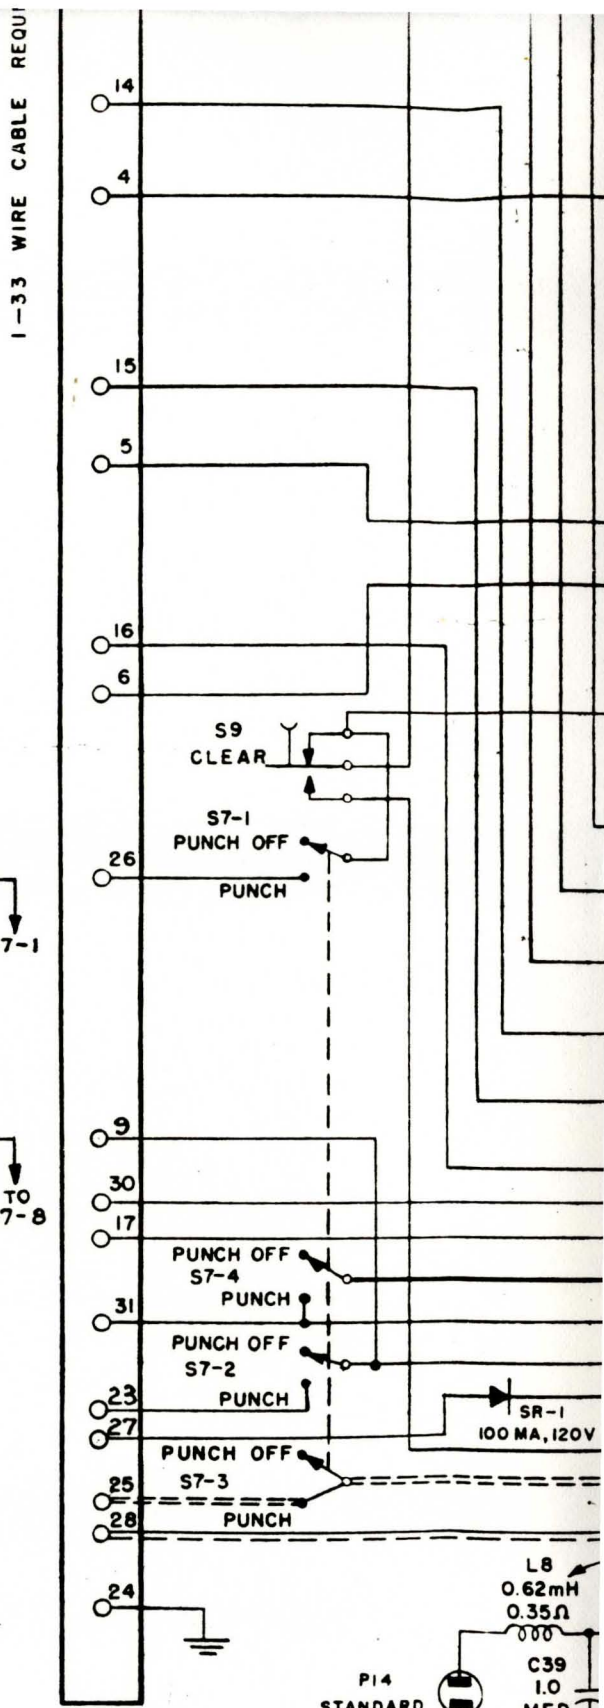 1-33 WIRE CABLE
14
4
15
5
16
6
S9
CLEAR
S7-1
PUNCH OFF
26
PUNCH
7-1
9
TO
7-8
30
17
PUNCH OFF
S7-4
PUNCH
31
PUNCH OFF
S7-2
23
PUNCH
27
SR-1
100 MA, 120V
PUNCH OFF
S7-3
25
PUNCH
28
L8
0.62mH
0.35Ω
24
C39
1.0
P14
STANDARD